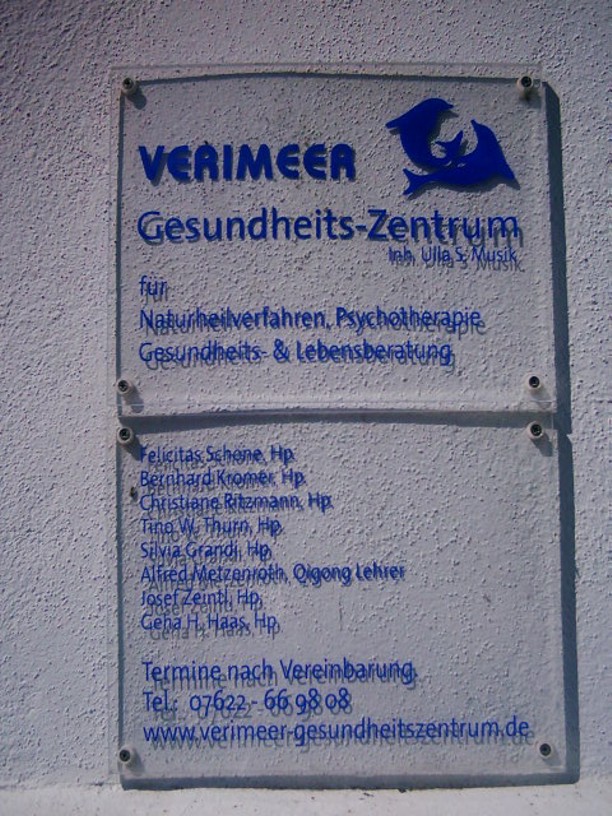 VERIMEER
Gesundheits-Zentrum
Inh. Ulla S. Musik
für
Naturheilverfahren, Psychotherapie
Gesundheits- & Lebensberatung
Felicitas Schöne, Hp.
Bernhard Kromer, Hp.
Christiane Ritzmann, Hp.
Tino W. Thurn, Hp.
Silvia Grandi, Hp.
Alfred Metzenroth, Qigong Lehrer
Josef Zeintl, Hp.
Geha H. Haas, Hp.
Termine nach Vereinbarung.
Tel.: 07622 - 66 98 08
www.verimeer-gesundheitszentrum.de